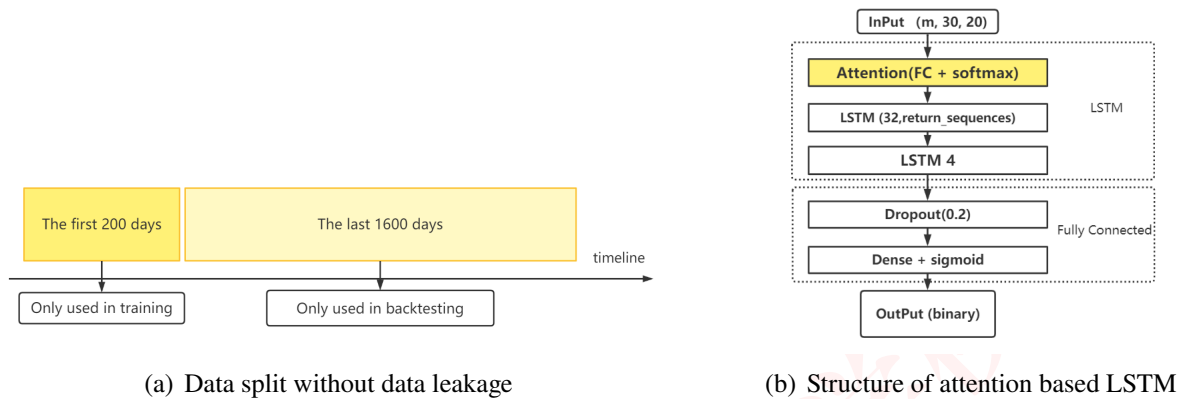 The first 200 days
The last 1600 days
timeline
Only used in training
Only used in backtesting
(a) Data split without data leakage
InPut (m, 30, 20)
Attention(FC + softmax)
LSTM (32,return_sequences)
LSTM 4
LSTM
Dropout(0.2)
Dense + sigmoid
Fully Connected
OutPut (binary)
(b) Structure of attention based LSTM